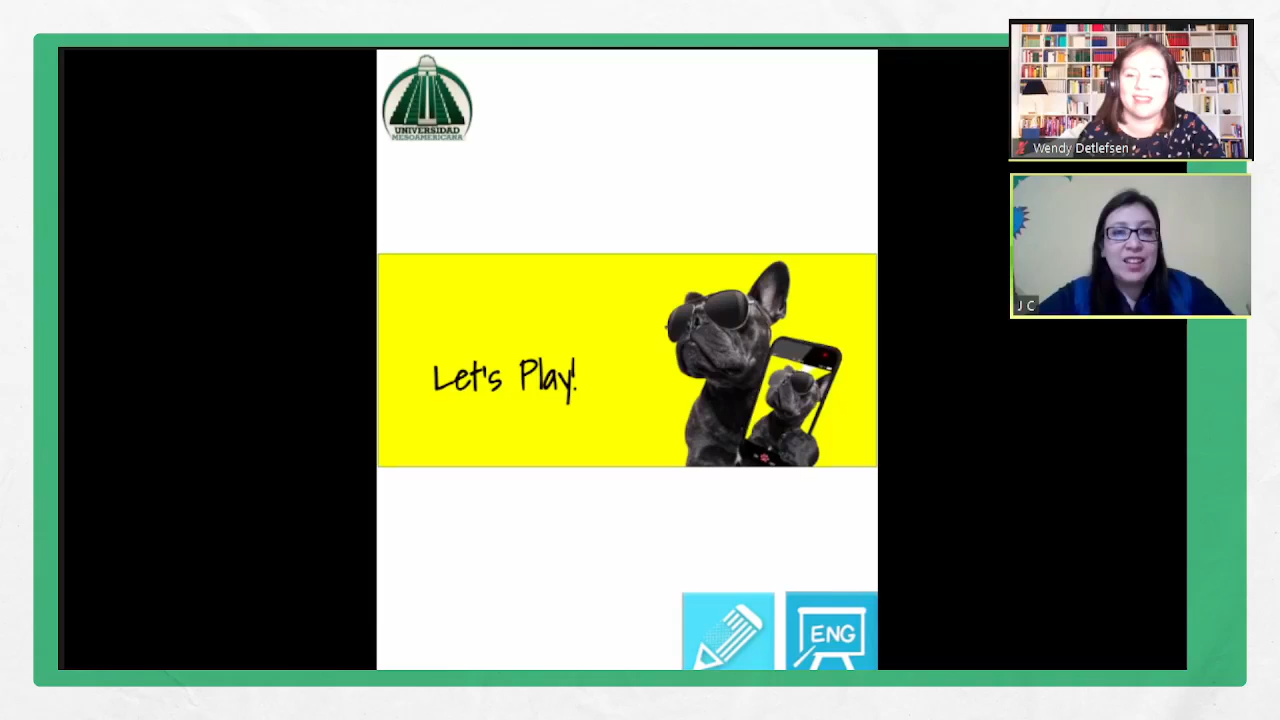 UNIVERSIDAD
MESOAMERICANA
Let's Play!
ENG
Wendy Detlefsen
J C